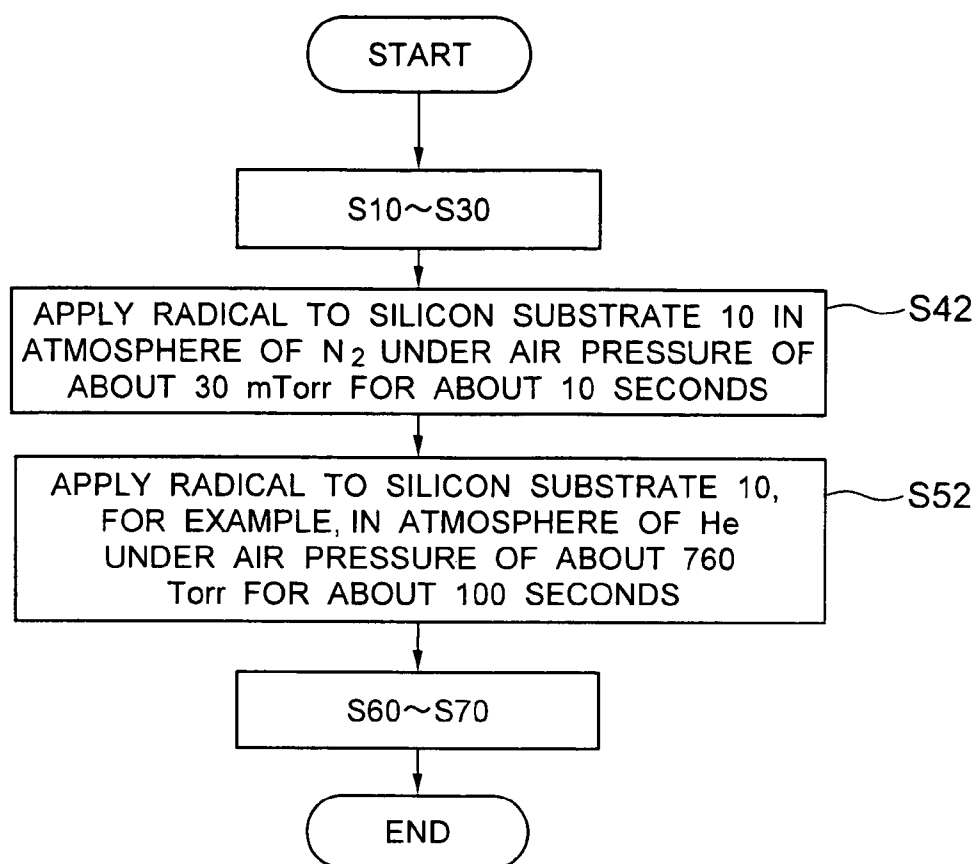 START
S10～S30
APPLY RADICAL TO SILICON SUBSTRATE 10 IN
ATMOSPHERE OF N2 UNDER AIR PRESSURE OF
ABOUT 30 mTorr FOR ABOUT 10 SECONDS
S42
APPLY RADICAL TO SILICON SUBSTRATE 10,
FOR EXAMPLE, IN ATMOSPHERE OF He
UNDER AIR PRESSURE OF ABOUT 760
Torr FOR ABOUT 100 SECONDS
S52
S60～S70
END